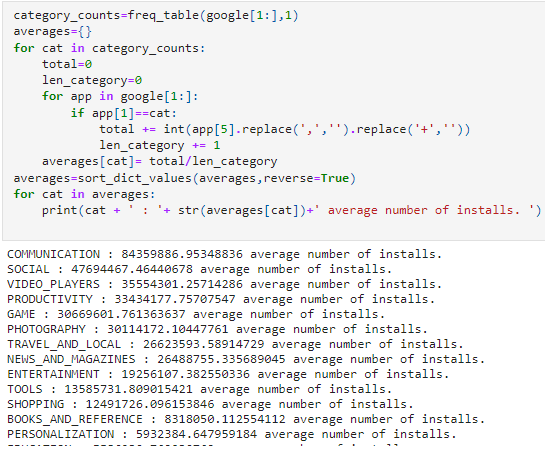 category_counts=freq_table(google[1:],1)
averages={}
for cat in category_counts:
    total=0
    len_category=0
    for app in google[1:]:
        if app[1]==cat:
            total += int(app[5].replace(',','').replace('+',''))
            len_category += 1
    averages[cat]= total/len_category
averages=sort_dict_values(averages,reverse=True)
for cat in averages:
    print(cat + ' : '+ str(averages[cat])+' average number of installs. ')
COMMUNICATION : 84359886.95348836 average number of installs.
SOCIAL : 47694467.46440678 average number of installs.
VIDEO_PLAYERS : 35554301.25714286 average number of installs.
PRODUCTIVITY : 33434177.75707547 average number of installs.
GAME : 30669601.761363637 average number of installs.
PHOTOGRAPHY : 30114172.10447761 average number of installs.
TRAVEL_AND_LOCAL : 26623593.58914729 average number of installs.
NEWS_AND_MAGAZINES : 26488755.335689045 average number of installs.
ENTERTAINMENT : 19256107.382550336 average number of installs.
TOOLS : 13585731.809015421 average number of installs.
SHOPPING : 12491726.096153846 average number of installs.
BOOKS_AND_REFERENCE : 8318050.112554112 average number of installs.
PERSONALIZATION : 5932384.647959184 average number of installs.